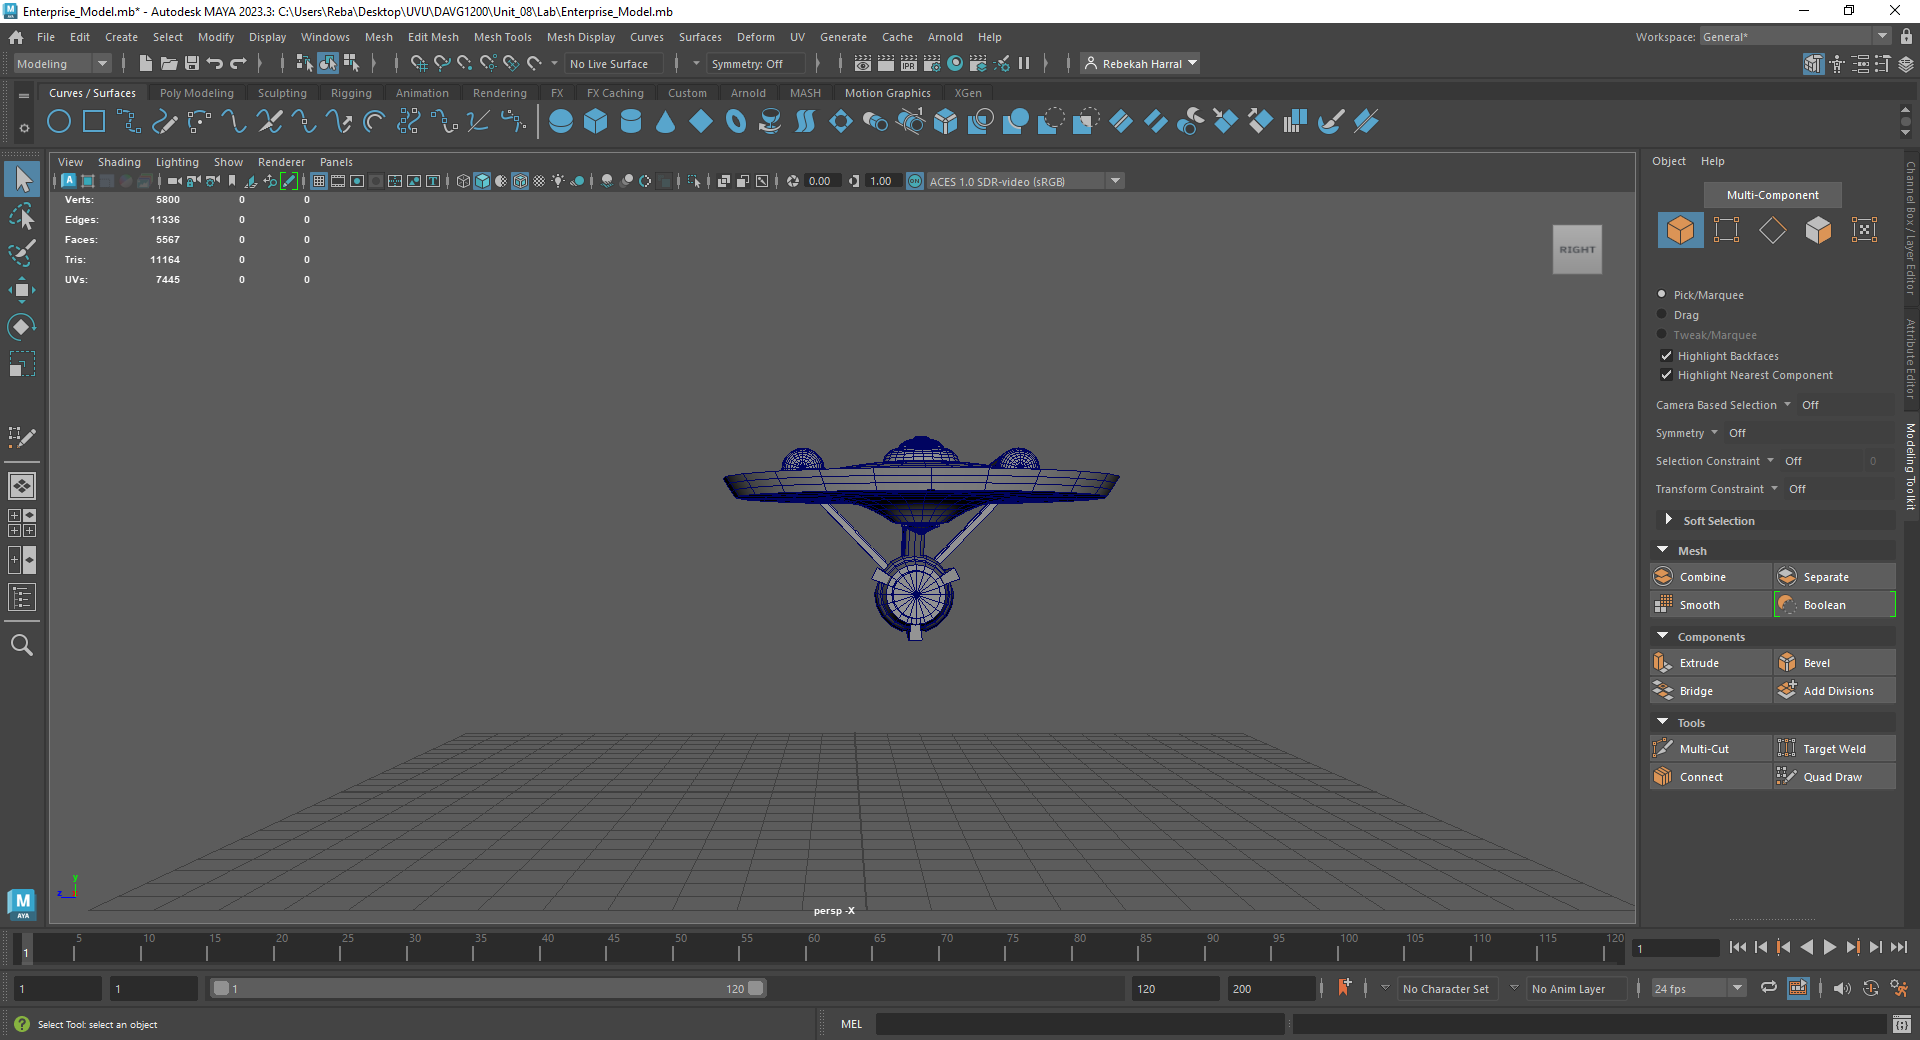 Enterprise_Model.mb* - Autodesk MAYA 2023.3: C:\Users\Reba\Desktop\UVU\DAVG1200\Unit_08\Lab\Enterprise_Model.mb
File Edit Create Select Modify Display Windows Mesh Edit Mesh Mesh Tools Mesh Display Curves Surfaces Deform UV Generate Cache Arnold Help
Workspace: General*
Modeling No Live Surface Symmetry: Off IPR Rebekah Harral
Curves / Surfaces Poly Modeling Sculpting Rigging Animation Rendering FX FX Caching Custom Arnold MASH Motion Graphics XGen
View Shading Lighting Show Renderer Panels
0.00 1.00 ON ACES 1.0 SDR-video (sRGB)
Verts: 5800 0 0
Edges: 11336 0 0
Faces: 5567 0 0
Tris: 11164 0 0
UVs: 7445 0 0
RIGHT
persp -X
y
z
M
AYA
Object Help
Multi-Component
Pick/Marquee
Drag
Tweak/Marquee
Highlight Backfaces
Highlight Nearest Component
Camera Based Selection Off
Symmetry Off
Selection Constraint Off 0
Transform Constraint Off
Soft Selection
Mesh
Combine Separate
Smooth Boolean
Components
Extrude Bevel
Bridge Add Divisions
Tools
Multi-Cut Target Weld
Connect Quad Draw
Channel Box / Layer Editor
Attribute Editor
Modeling Toolkit
1 5 10 15 20 25 30 35 40 45 50 55 60 65 70 75 80 85 90 95 100 105 110 115 120 1
1 1 1 120 120 200 No Character Set No Anim Layer 24 fps
Select Tool: select an object MEL